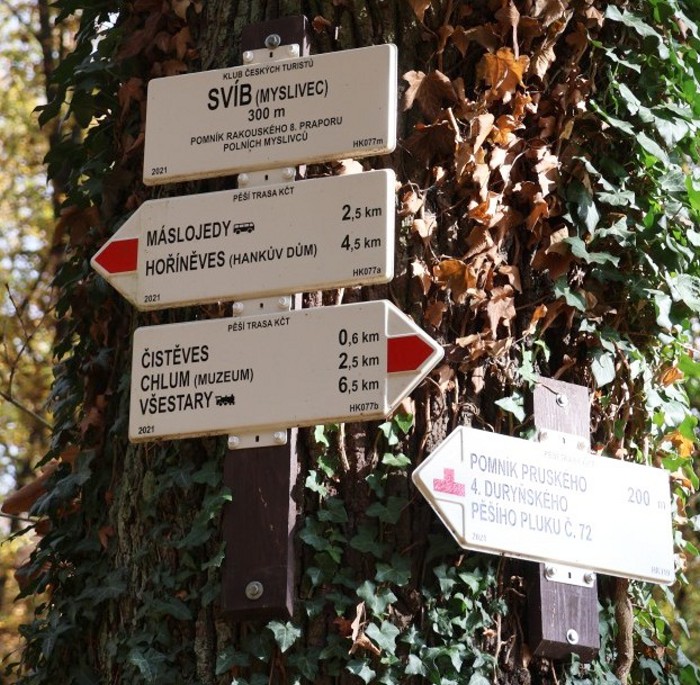 KLUB ČESKÝCH TURISTŮ
SVÍB (MYSLIVEC)
300 m
POMNÍK RAKOUSKÉHO 8. PRAPORU
POLNÍCH MYSLIVCŮ
2021 HK077m
PĚŠÍ TRASA KČT
MÁSLOJEDY 2,5 km
HOŘÍNĚVES (HANKŮV DŮM) 4,5 km
2021 HK077a
PĚŠÍ TRASA KČT
ČISTĚVES 0,6 km
CHLUM (MUZEUM) 2,5 km
VŠESTARY 6,5 km
2021 HK077b
POMNÍK PRUSKÉHO 200 m
4. DURYŇSKÉHO
PĚŠÍHO PLUKU Č. 72
2021